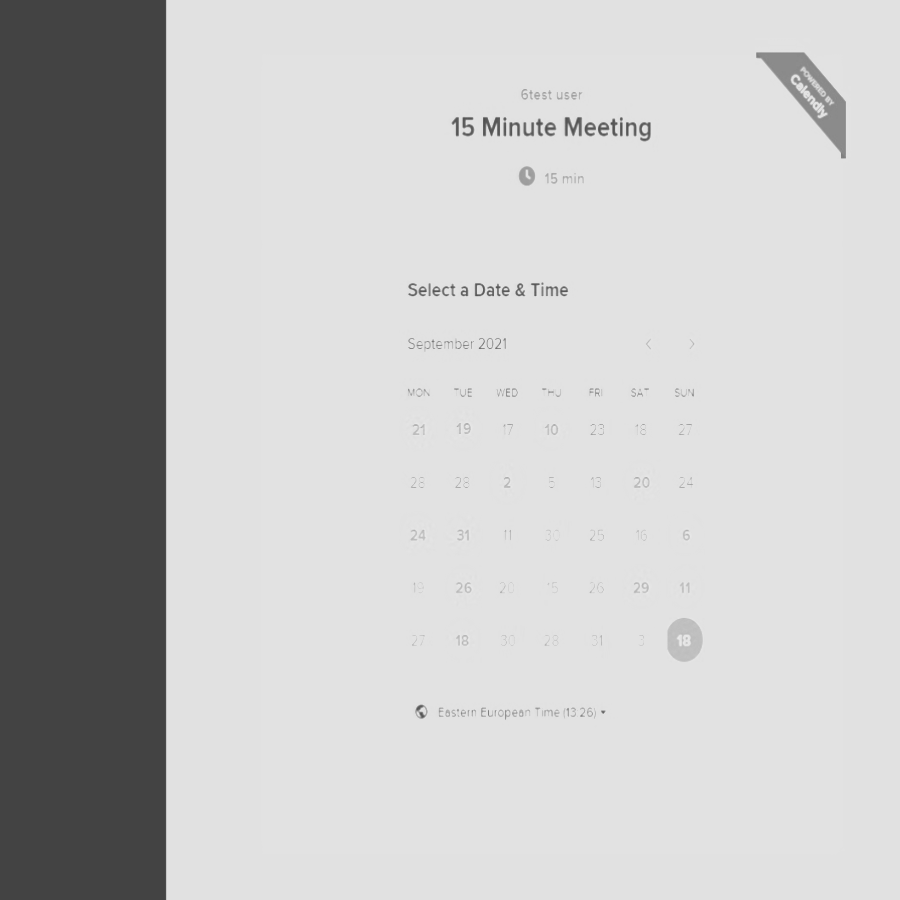 POWERED BY
Calendly
6test user
15 Minute Meeting
15 min
Select a Date & Time
September 2021
MON TUE WED THU FRI SAT SUN
21 19 17 10 23 18 27
28 28 2 5 13 20 24
24 31 11 30 25 16 6
19 26 20 15 26 29 11
27 18 30 28 31 3 18
Eastern European Time (13 26)